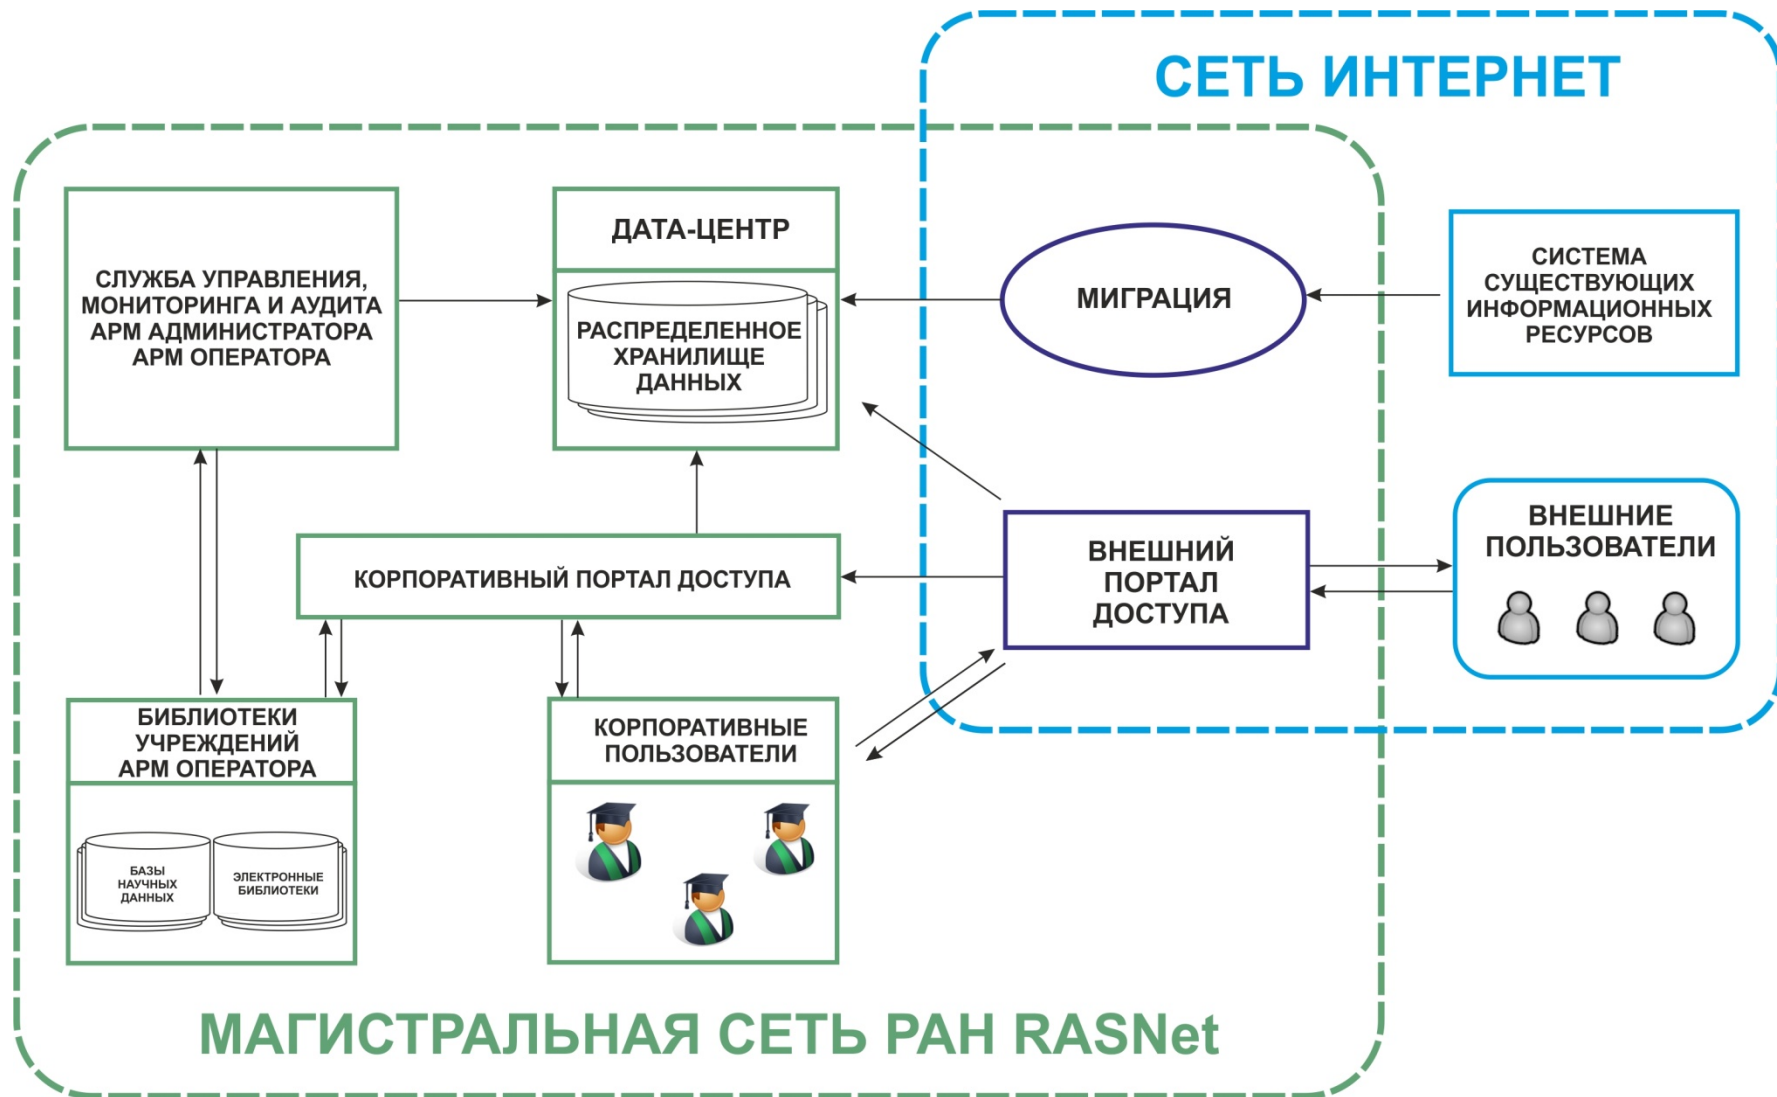 СЕТЬ ИНТЕРНЕТ
СЛУЖБА УПРАВЛЕНИЯ,
МОНИТОРИНГА И АУДИТА
АРМ АДМИНИСТРАТОРА
АРМ ОПЕРАТОРА
ДАТА-ЦЕНТР
РАСПРЕДЕЛЕННОЕ
ХРАНИЛИЩЕ
ДАННЫХ
МИГРАЦИЯ
СИСТЕМА
СУЩЕСТВУЮЩИХ
ИНФОРМАЦИОННЫХ
РЕСУРСОВ
КОРПОРАТИВНЫЙ ПОРТАЛ ДОСТУПА
ВНЕШНИЙ
ПОРТАЛ
ДОСТУПА
ВНЕШНИЕ
ПОЛЬЗОВАТЕЛИ
БИБЛИОТЕКИ
УЧРЕЖДЕНИЙ
АРМ ОПЕРАТОРА
БАЗЫ
НАУЧНЫХ
ДАННЫХ
ЭЛЕКТРОННЫЕ
БИБЛИОТЕКИ
КОРПОРАТИВНЫЕ
ПОЛЬЗОВАТЕЛИ
МАГИСТРАЛЬНАЯ СЕТЬ РАН RASNet